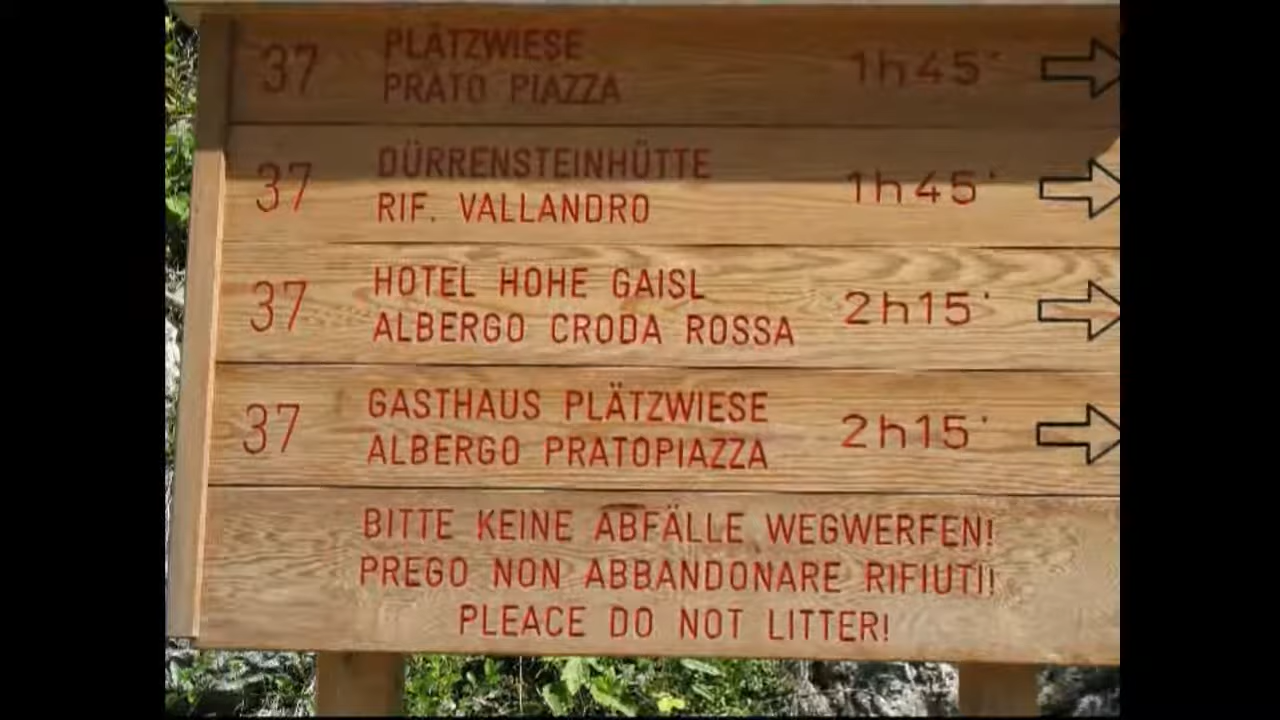 37 PLÄTZWIESE 1h45'
PRATO PIAZZA
37 DÜRRENSTEINHÜTTE 1h45'
RIF. VALLANDRO
37 HOTEL HOHE GAISL 2h15'
ALBERGO CRODA ROSSA
37 GASTHAUS PLÄTZWIESE 2h15'
ALBERGO PRATOPIAZZA
BITTE KEINE ABFÄLLE WEGWERFEN!
PREGO NON ABBANDONARE RIFIUTI!
PLEACE DO NOT LITTER!